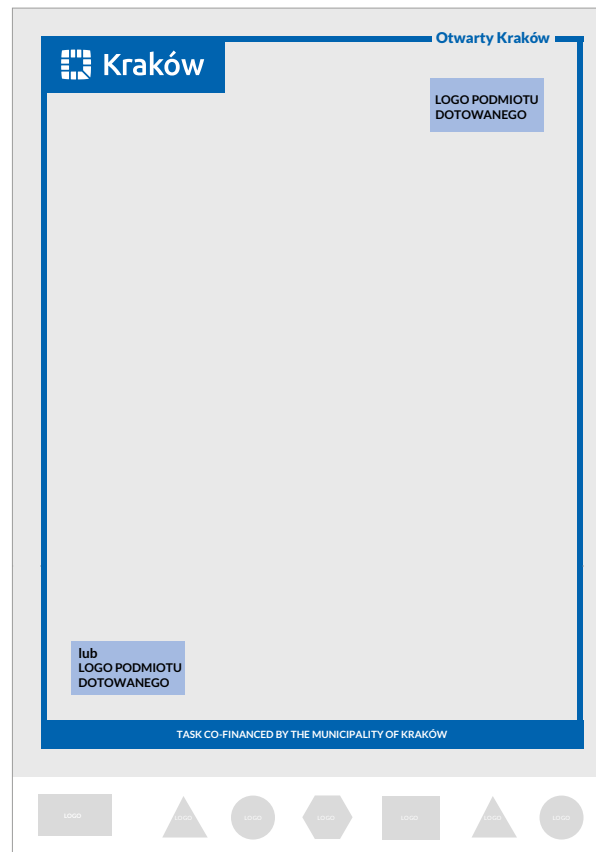 Otwarty Kraków
Kraków
LOGO PODMIOTU
DOTOWANEGO
lub
LOGO PODMIOTU
DOTOWANEGO
TASK CO-FINANCED BY THE MUNICIPALITY OF KRAKÓW
LOGO
LOGO
LOGO
LOGO
LOGO
LOGO
LOGO